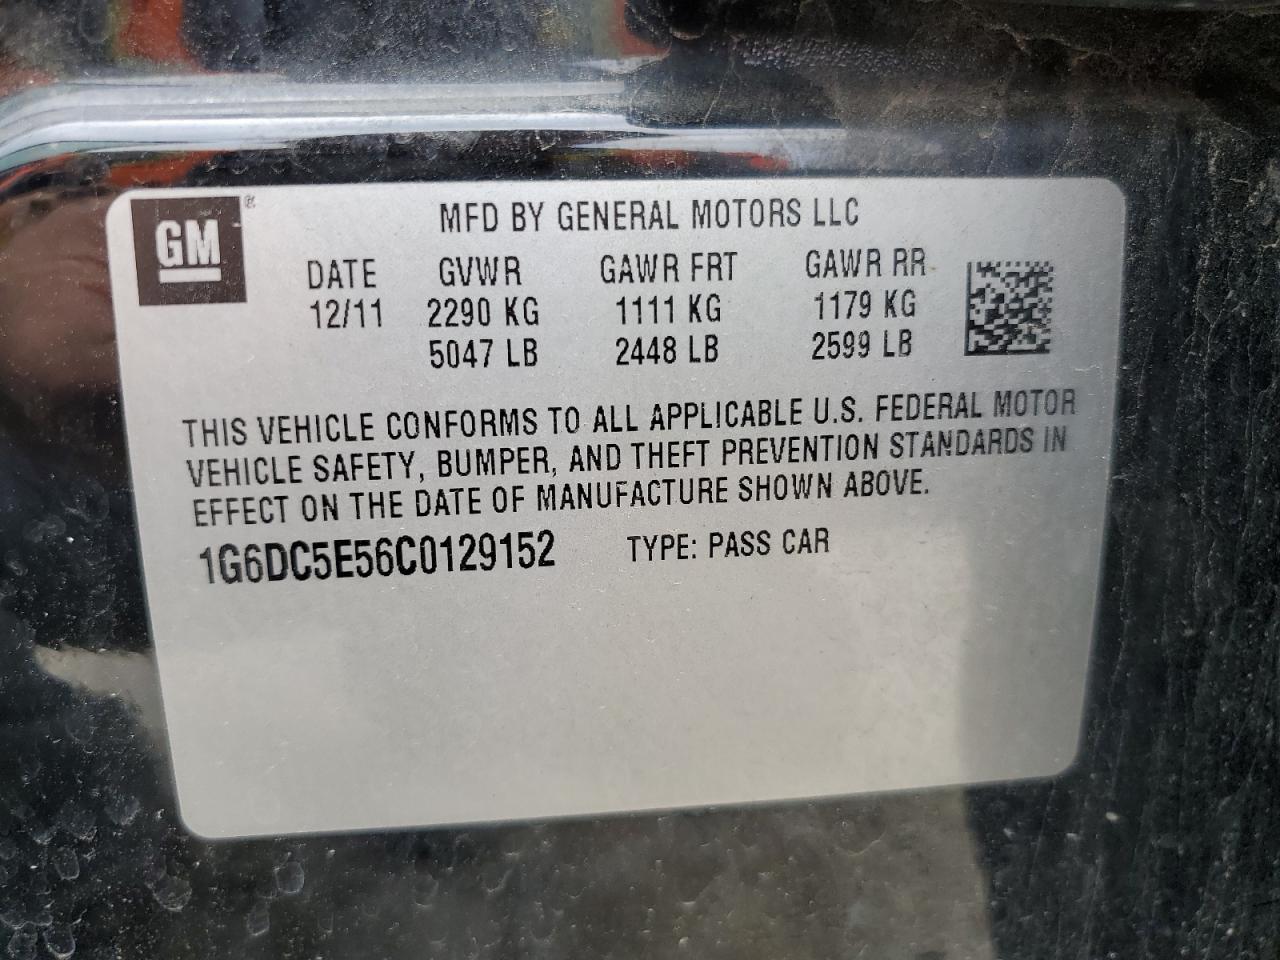 GM®
MFD BY GENERAL MOTORS LLC
DATE GVWR GAWR FRT GAWR RR
12/11 2290 KG 1111 KG 1179 KG
5047 LB 2448 LB 2599 LB
THIS VEHICLE CONFORMS TO ALL APPLICABLE U.S. FEDERAL MOTOR
VEHICLE SAFETY, BUMPER, AND THEFT PREVENTION STANDARDS IN
EFFECT ON THE DATE OF MANUFACTURE SHOWN ABOVE.
1G6DC5E56C0129152 TYPE: PASS CAR